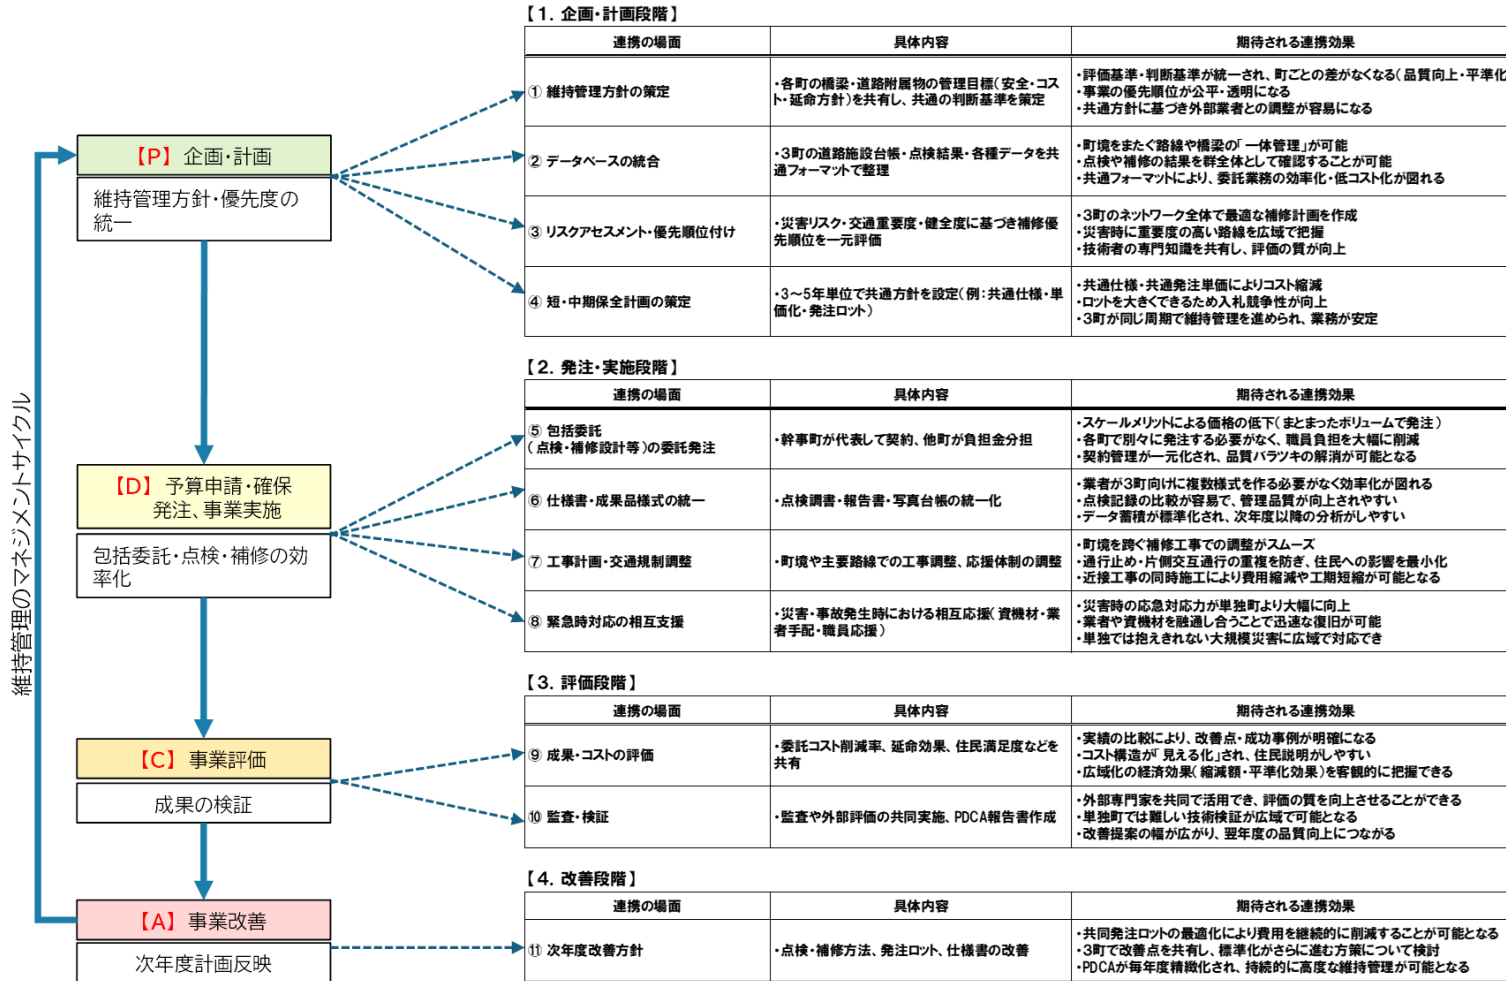 維持管理のマネジメントサイクル
【P】 企画・計画
維持管理方針・優先度の
統一
【D】 予算申請・確保
発注、事業実施
包括委託・点検・補修の効
率化
【C】 事業評価
成果の検証
【A】 事業改善
次年度計画反映
【1. 企画・計画段階】
連携の場面 具体内容 期待される連携効果
① 維持管理方針の策定
・各町の橋梁・道路附属物の管理目標(安全・コス
ト・延命方針)を共有し、共通の判断基準を策定
・評価基準・判断基準が統一され、町ごとの差がなくなる(品質向上・平準化
・事業の優先順位が公平・透明になる
・共通方針に基づき外部業者との調整が容易になる
② データベースの統合
・3町の道路施設台帳・点検結果・各種データを共
通フォーマットで整理
・町境をまたぐ路線や橋梁の「一体管理」が可能
・点検や補修の結果を群全体として確認することが可能
・共通フォーマットにより、委託業務の効率化・低コスト化が図れる
③ リスクアセスメント・優先順位付け
・災害リスク・交通重要度・健全度に基づき補修優
先順位を一元評価
・3町のネットワーク全体で最適な補修計画を作成
・災害時に重要度の高い路線を広域で把握
・技術者の専門知識を共有し、評価の質が向上
④ 短・中期保全計画の策定
・3～5年単位で共通方針を設定(例:共通仕様・単
価化・発注ロット)
・共通仕様・共通発注単価によりコスト縮減
・ロットを大きくできるため入札競争性が向上
・3町が同じ周期で維持管理を進められ、業務が安定
【2. 発注・実施段階】
連携の場面 具体内容 期待される連携効果
⑤ 包括委託
(点検・補修設計等)の委託発注
・幹事町が代表して契約、他町が負担金分担
・スケールメリットによる価格の低下(まとまったボリュームで発注)
・各町で別々に発注する必要がなく、職員負担を大幅に削減
・契約管理が一元化され、品質バラツキの解消が可能となる
⑥ 仕様書・成果品様式の統一
・点検調書・報告書・写真台帳の統一化
・業者が3町向けに複数様式を作る必要がなく効率化が図れる
・点検記録の比較が容易で、管理品質が向上されやすい
・データ蓄積が標準化され、次年度以降の分析がしやすい
⑦ 工事計画・交通規制調整
・町境や主要路線での工事調整、応援体制の調整
・町境を跨ぐ補修工事での調整がスムーズ
・通行止め・片側交互通行の重複を防ぎ、住民への影響を最小化
・近接工事の同時施工により費用縮減や工期短縮が可能となる
⑧ 緊急時対応の相互支援
・災害・事故発生時における相互応援(資機材・業
者手配・職員応援)
・災害時の応急対応力が単独町より大幅に向上
・業者や資機材を融通し合うことで迅速な復旧が可能
・単独では抱えきれない大規模災害に広域で対応でき
【3. 評価段階】
連携の場面 具体内容 期待される連携効果
⑨ 成果・コストの評価
・委託コスト削減率、延命効果、住民満足度などを
共有
・実績の比較により、改善点・成功事例が明確になる
・コスト構造が「見える化」され、住民説明がしやすい
・広域化の経済効果(縮減額・平準化効果)を客観的に把握できる
⑩ 監査・検証
・監査や外部評価の共同実施、PDCA報告書作成
・外部専門家を共同で活用でき、評価の質を向上させることができる
・単独町では難しい技術検証が広域で可能となる
・改善提案の幅が広がり、翌年度の品質向上につながる
【4. 改善段階】
連携の場面 具体内容 期待される連携効果
⑪ 次年度改善方針
・点検・補修方法、発注ロット、仕様書の改善
・共同発注ロットの最適化により費用を継続的に削減することが可能となる
・3町で改善点を共有し、標準化がさらに進む方策について検討
・PDCAが毎年度精緻化され、持続的に高度な維持管理が可能となる